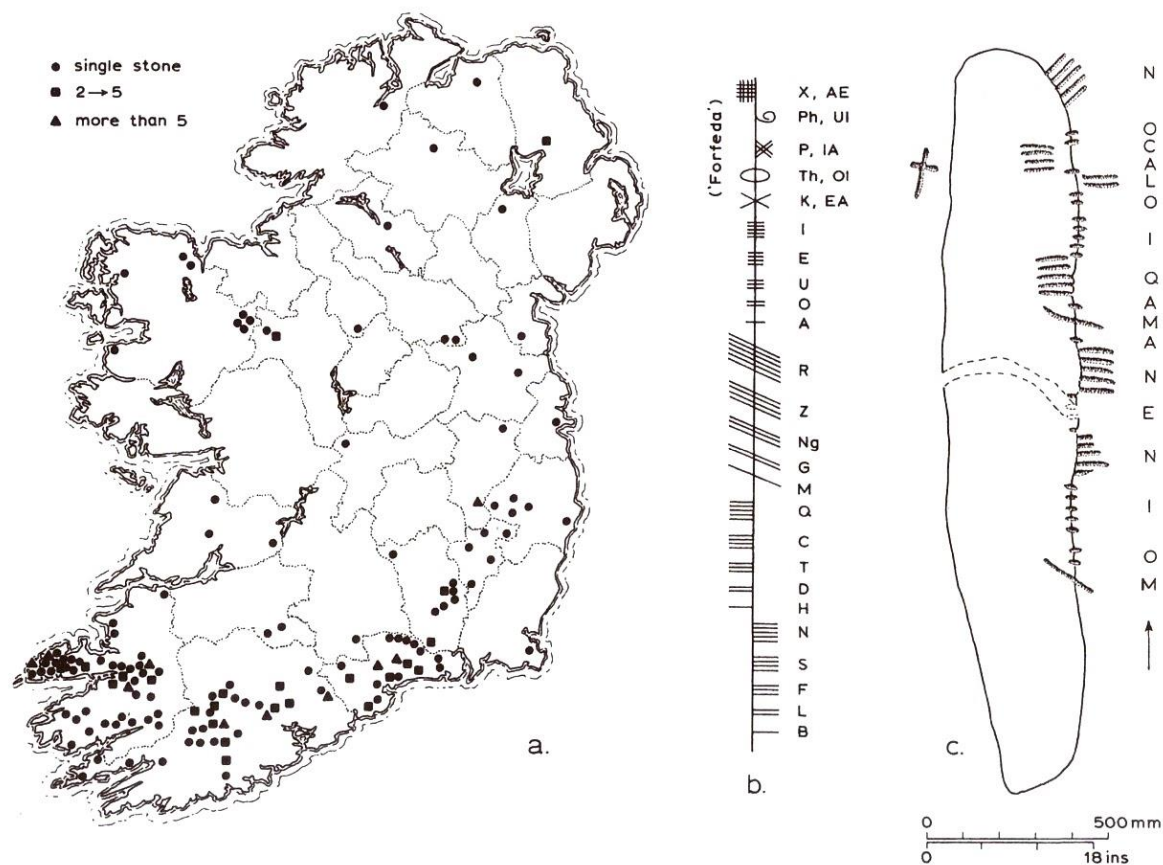 single stone
2→5
more than 5
a.
('Forfeda')
X, AE
Ph, UI
P, IA
Th, OI
K, EA
I
E
U
O
A
R
Z
Ng
G
M
Q
C
T
D
H
N
S
F
L
B
b.
N
O
C
A
L
O
I
Q
A
M
A
N
E
N
I
O
M
c.
0 500 mm
0 18 ins